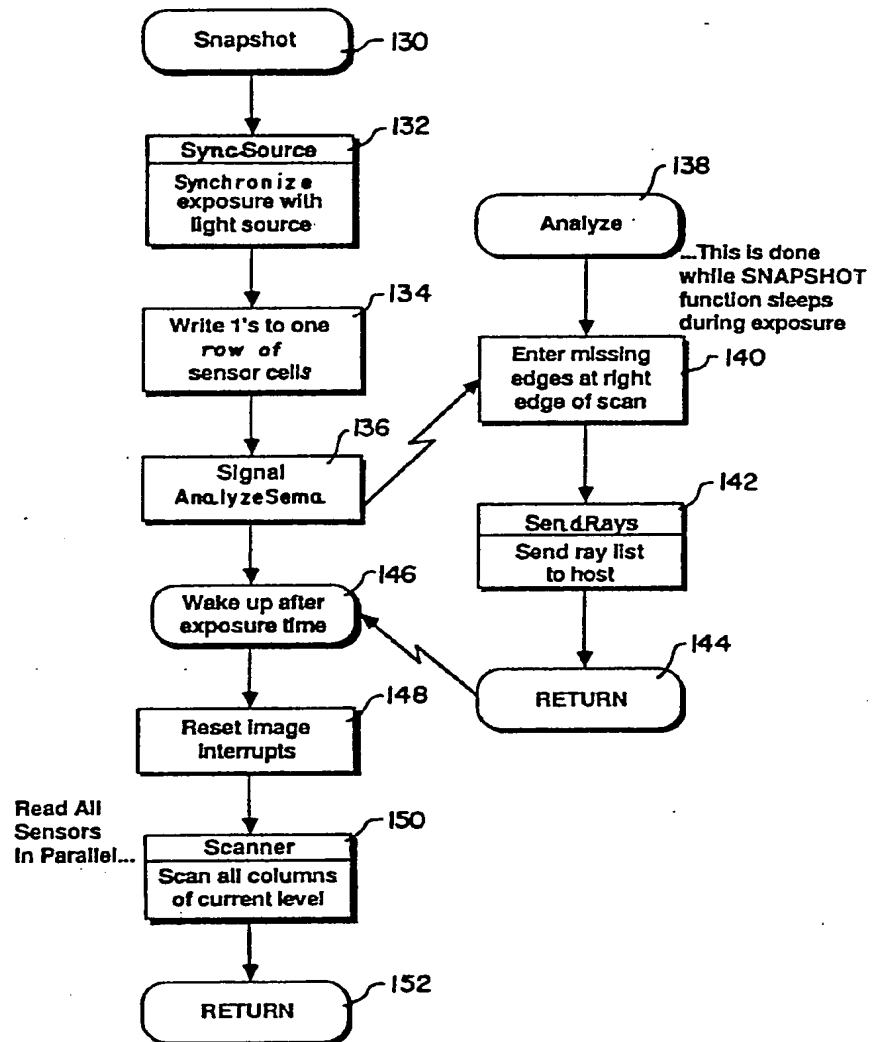 Snapshot
130
132
SyncSource
Synchronize
exposure with
light source
134
Write 1's to one
row of
sensor cells
136
Signal
AnalyzeSema
146
Wake up after
exposure time
148
Reset Image
Interrupts
Read All
Sensors
In Parallel...
150
Scanner
Scan all columns
of current level
RETURN
152
138
Analyze
...This is done
while SNAPSHOT
function sleeps
during exposure
Enter missing
edges at right
edge of scan
140
142
SendRays
Send ray list
to host
144
RETURN